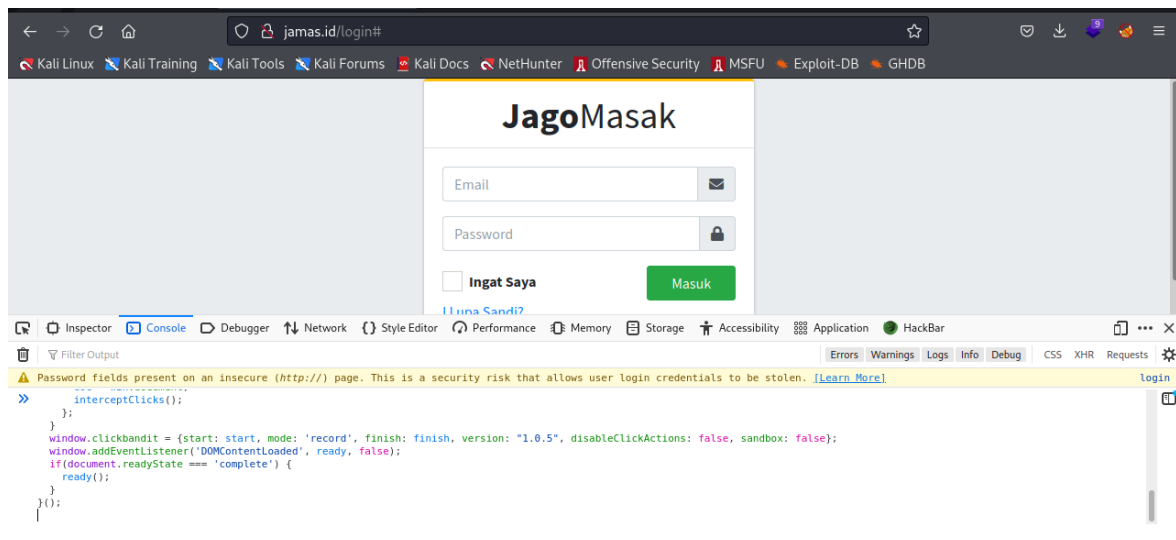 jamas.id/login#
9
Kali Linux Kali Training Kali Tools Kali Forums Kali Docs NetHunter Offensive Security MSFU Exploit-DB GHDB
JagoMasak
Email
Password
Ingat Saya
Masuk
Lupa Sandi?
Inspector Console Debugger Network {} Style Editor Performance Memory Storage Accessibility Application HackBar
Filter Output Errors Warnings Logs Info Debug CSS XHR Requests
Password fields present on an insecure (http://) page. This is a security risk that allows user login credentials to be stolen. [Learn More] login
interceptClicks();
};
}
window.clickbandit = {start: start, mode: 'record', finish: finish, version: "1.0.5", disableClickActions: false, sandbox: false};
window.addEventListener('DOMContentLoaded', ready, false);
if(document.readyState === 'complete') {
ready();
}
}();